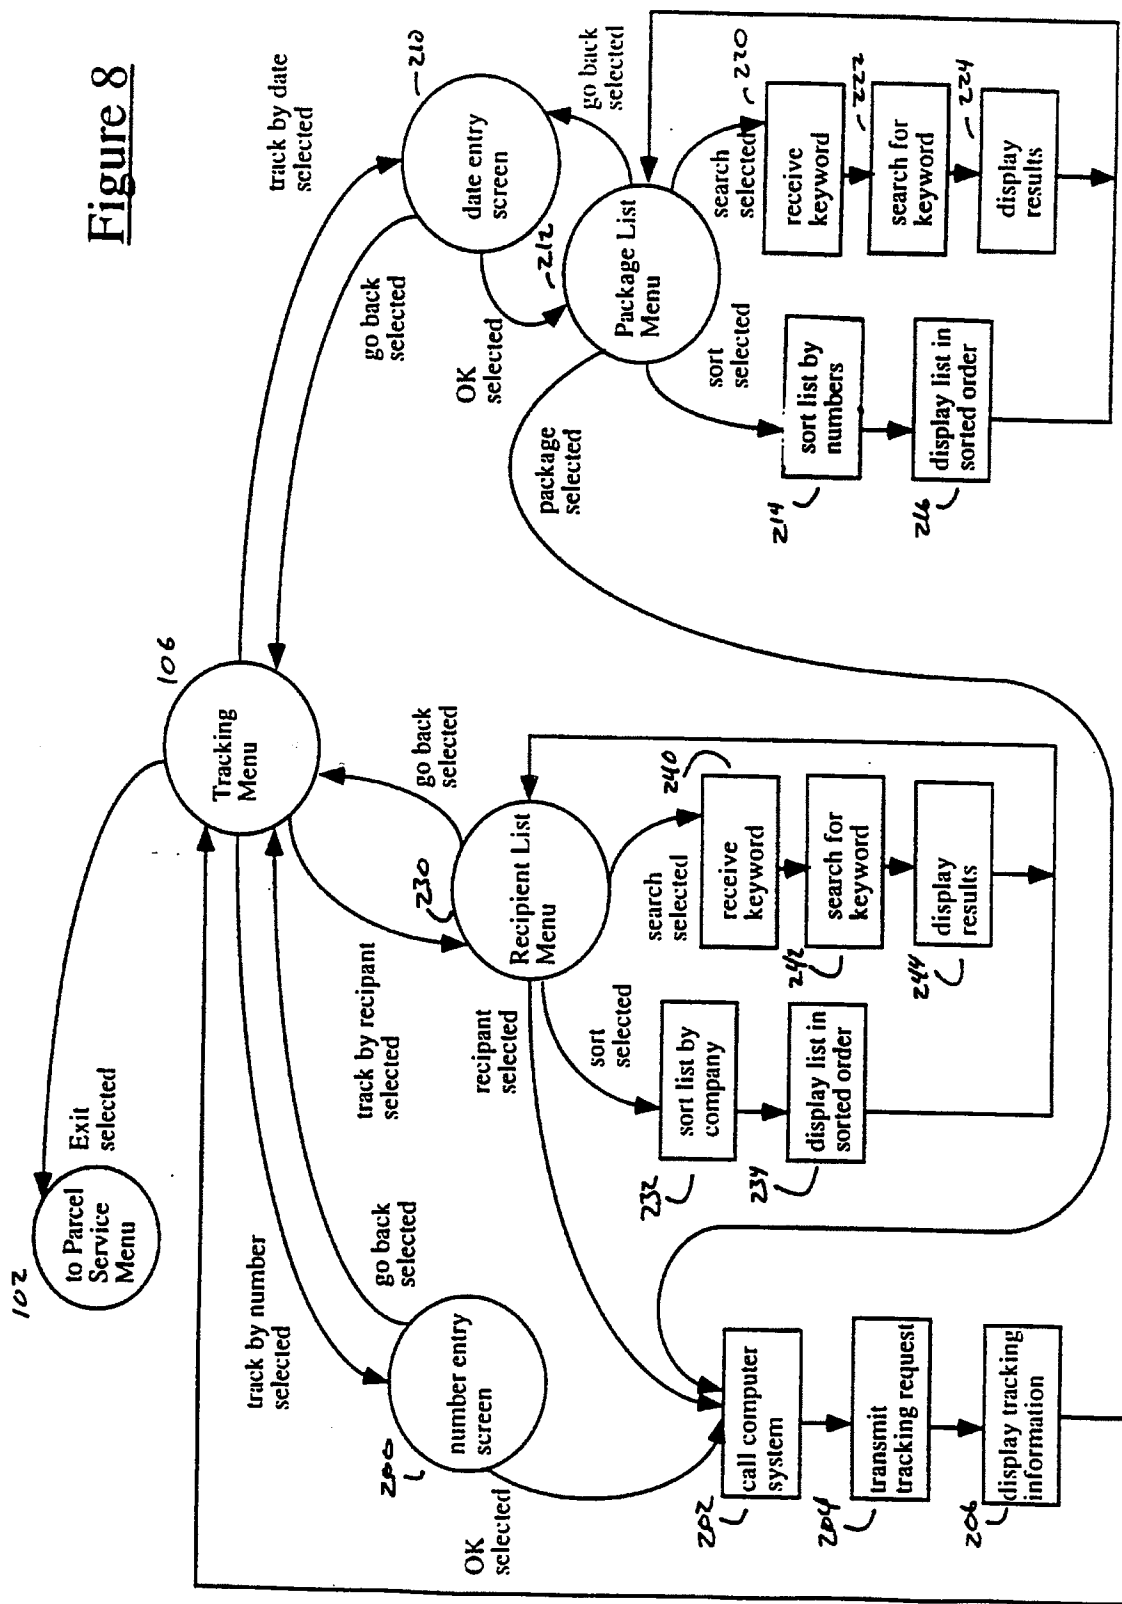 Figure 8
102
to Parcel
Service
Menu
Exit
selected
106
Tracking
Menu
track by date
selected
go back
selected
210
date entry
screen
track by number
selected
go back
selected
track by recipant
selected
go back
selected
OK
selected
212
go back
selected
200
number entry
screen
230
Recipient List
Menu
Package List
Menu
OK
selected
recipant
selected
package
selected
sort
selected
search
selected
sort
selected
search
selected
220
202
call computer
system
232
sort list by
company
240
receive
keyword
214
sort list by
numbers
receive
keyword
222
204
transmit
tracking request
234
display list in
sorted order
242
search for
keyword
216
display list in
sorted order
search for
keyword
224
206
display tracking
information
244
display
results
display
results